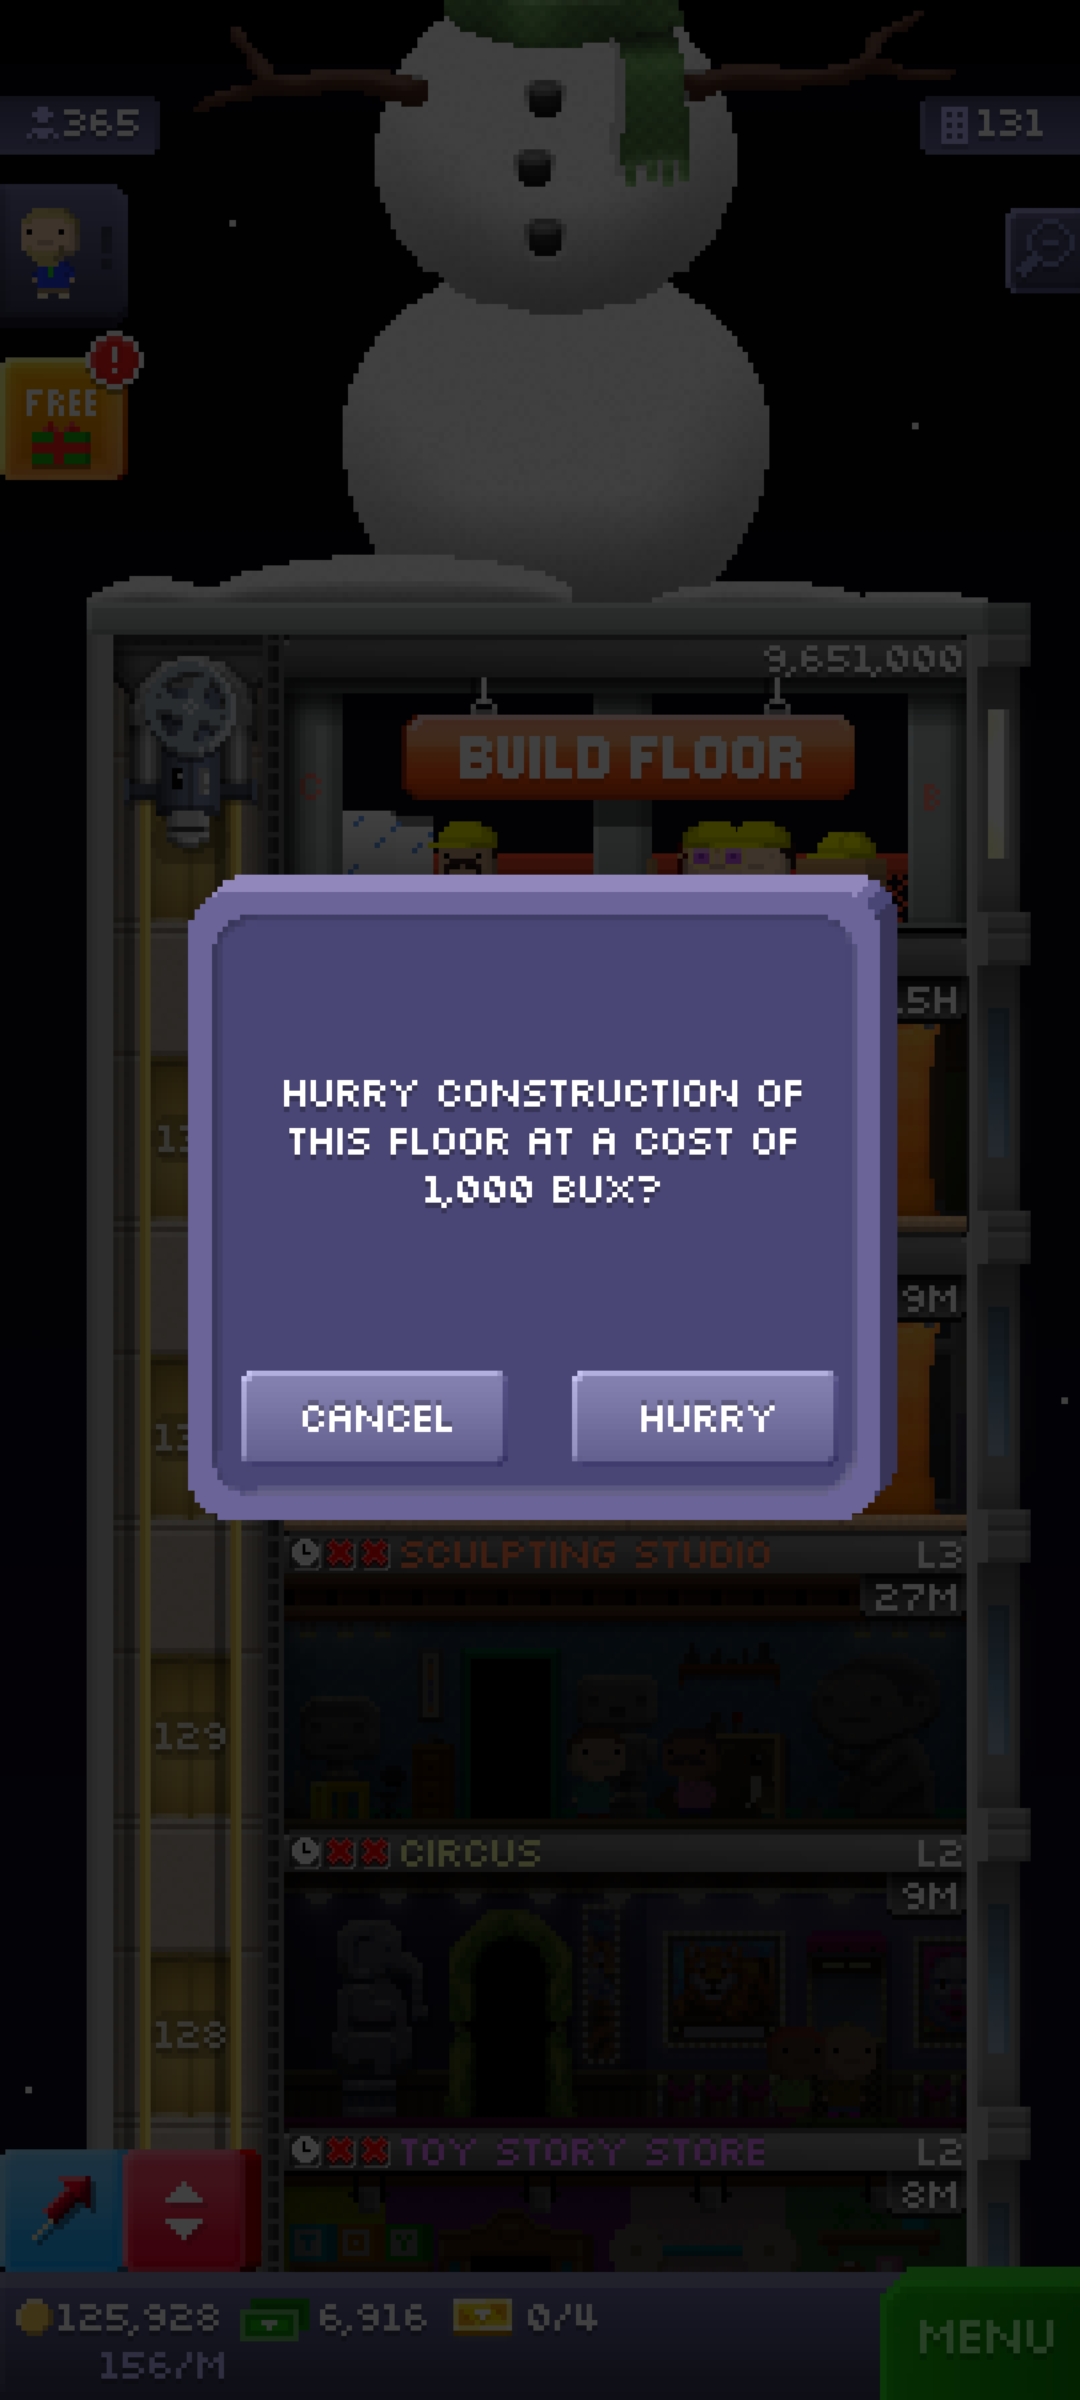 365
131
FREE
!
9,651,000
BUILD FLOOR
C
B
5H
HURRY CONSTRUCTION OF
THIS FLOOR AT A COST OF
1,000 BUX?
9M
CANCEL
HURRY
SCULPTING STUDIO
L3
27M
129
CIRCUS
L2
9M
128
TOY STORY STORE
L2
8M
TOY
125,928
6,916
0/4
156/M
MENU